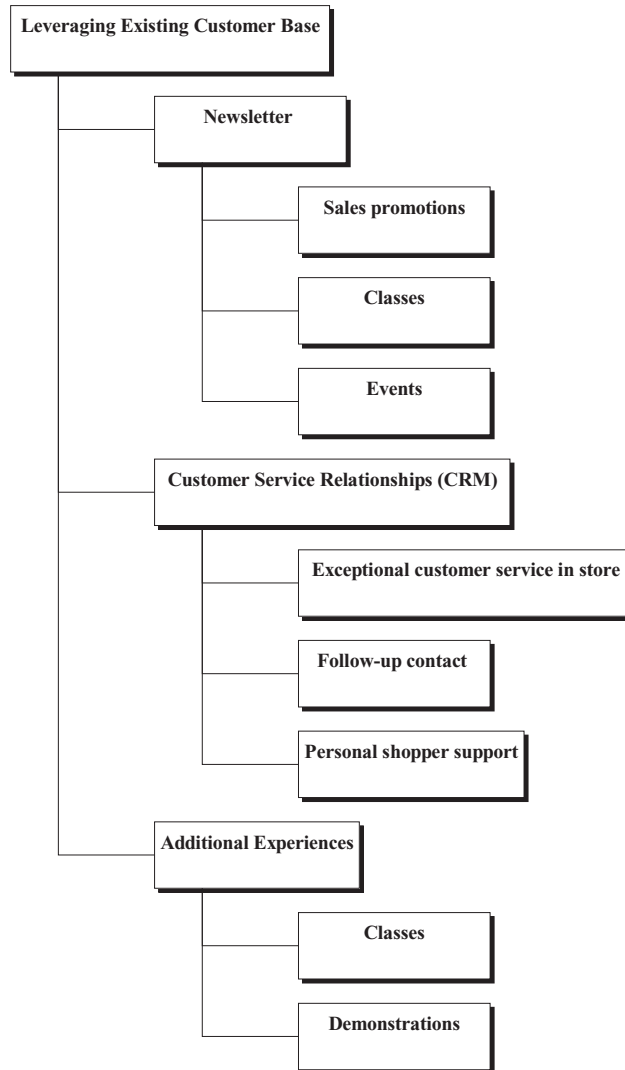 Leveraging Existing Customer Base
Newsletter
Sales promotions
Classes
Events
Customer Service Relationships (CRM)
Exceptional customer service in store
Follow-up contact
Personal shopper support
Additional Experiences
Classes
Demonstrations